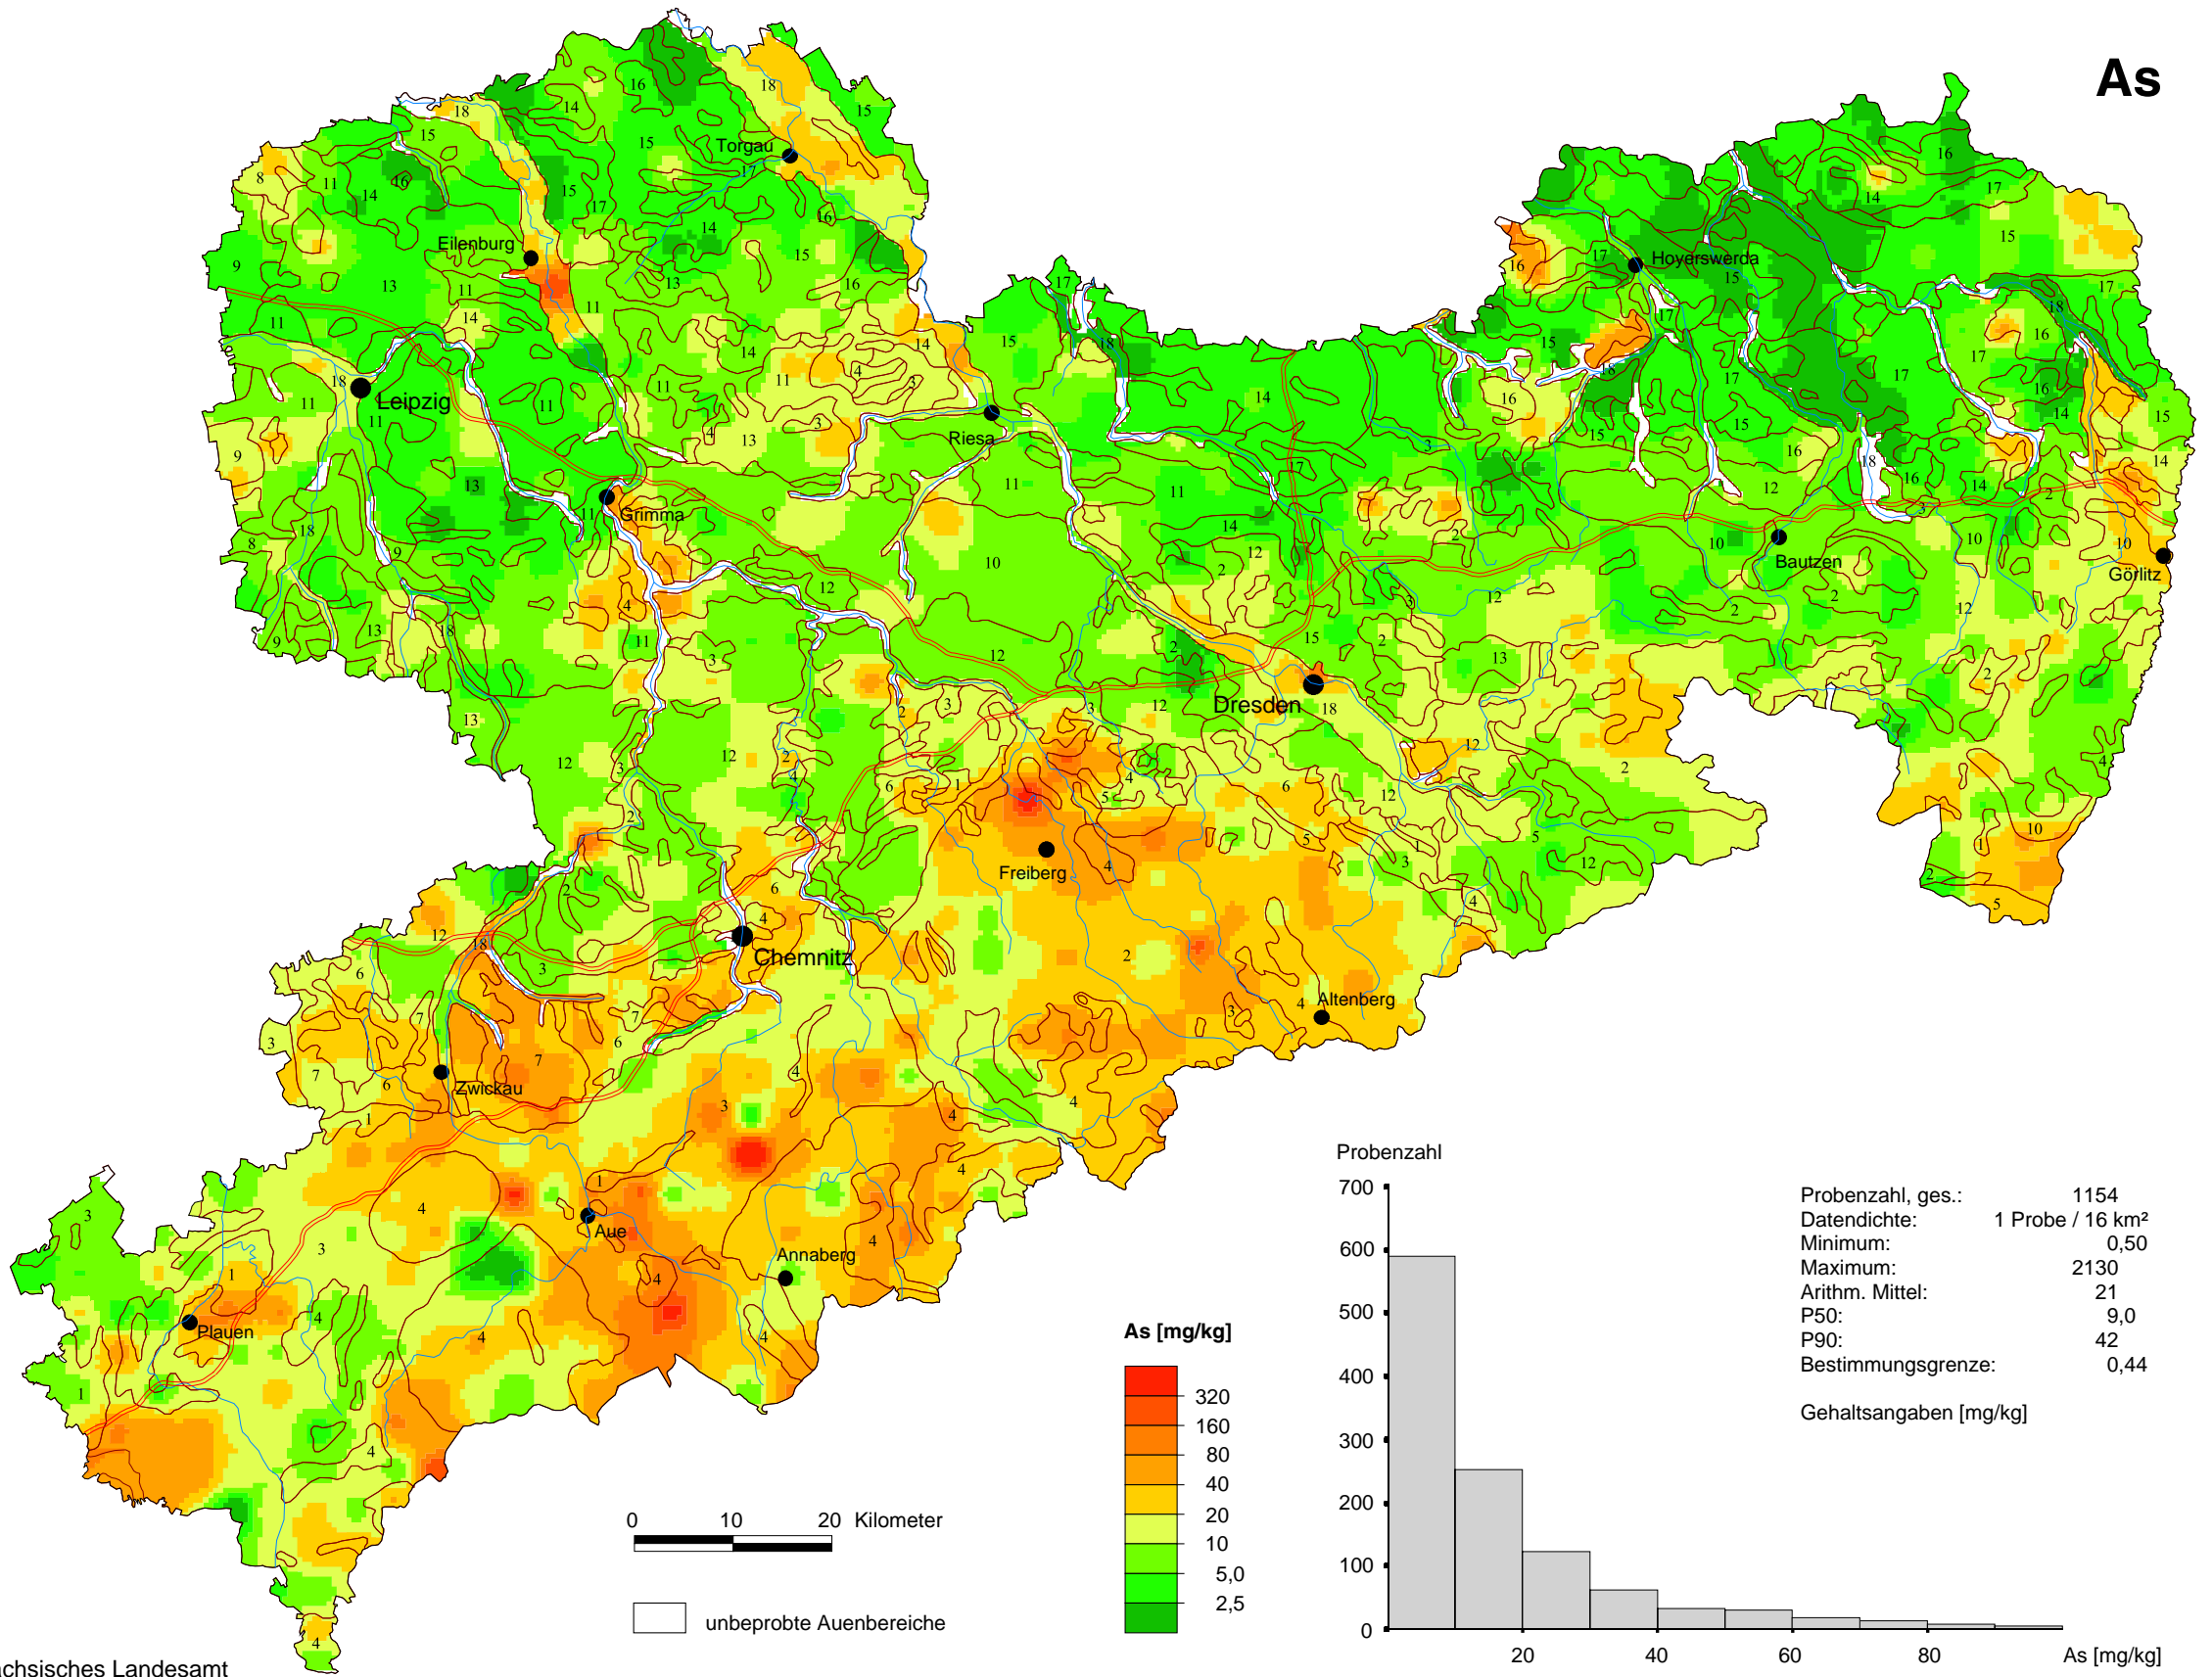 As
Torgau
Eilenburg
Hoyerswerda
Leipzig
Riesa
Grimma
Bautzen
Görlitz
Dresden
Freiberg
Chemnitz
Altenberg
Zwickau
Aue
Annaberg
Plauen
Probenzahl
700
600
500
400
300
200
100
0
20
40
60
80
As [mg/kg]
Probenzahl, ges.: 1154
Datendichte: 1 Probe / 16 km²
Minimum: 0,50
Maximum: 2130
Arithm. Mittel: 21
P50: 9,0
P90: 42
Bestimmungsgrenze: 0,44
Gehaltsangaben [mg/kg]
As [mg/kg]
320
160
80
40
20
10
5,0
2,5
0 10 20 Kilometer
unbeprobte Auenbereiche
ächsisches Landesamt